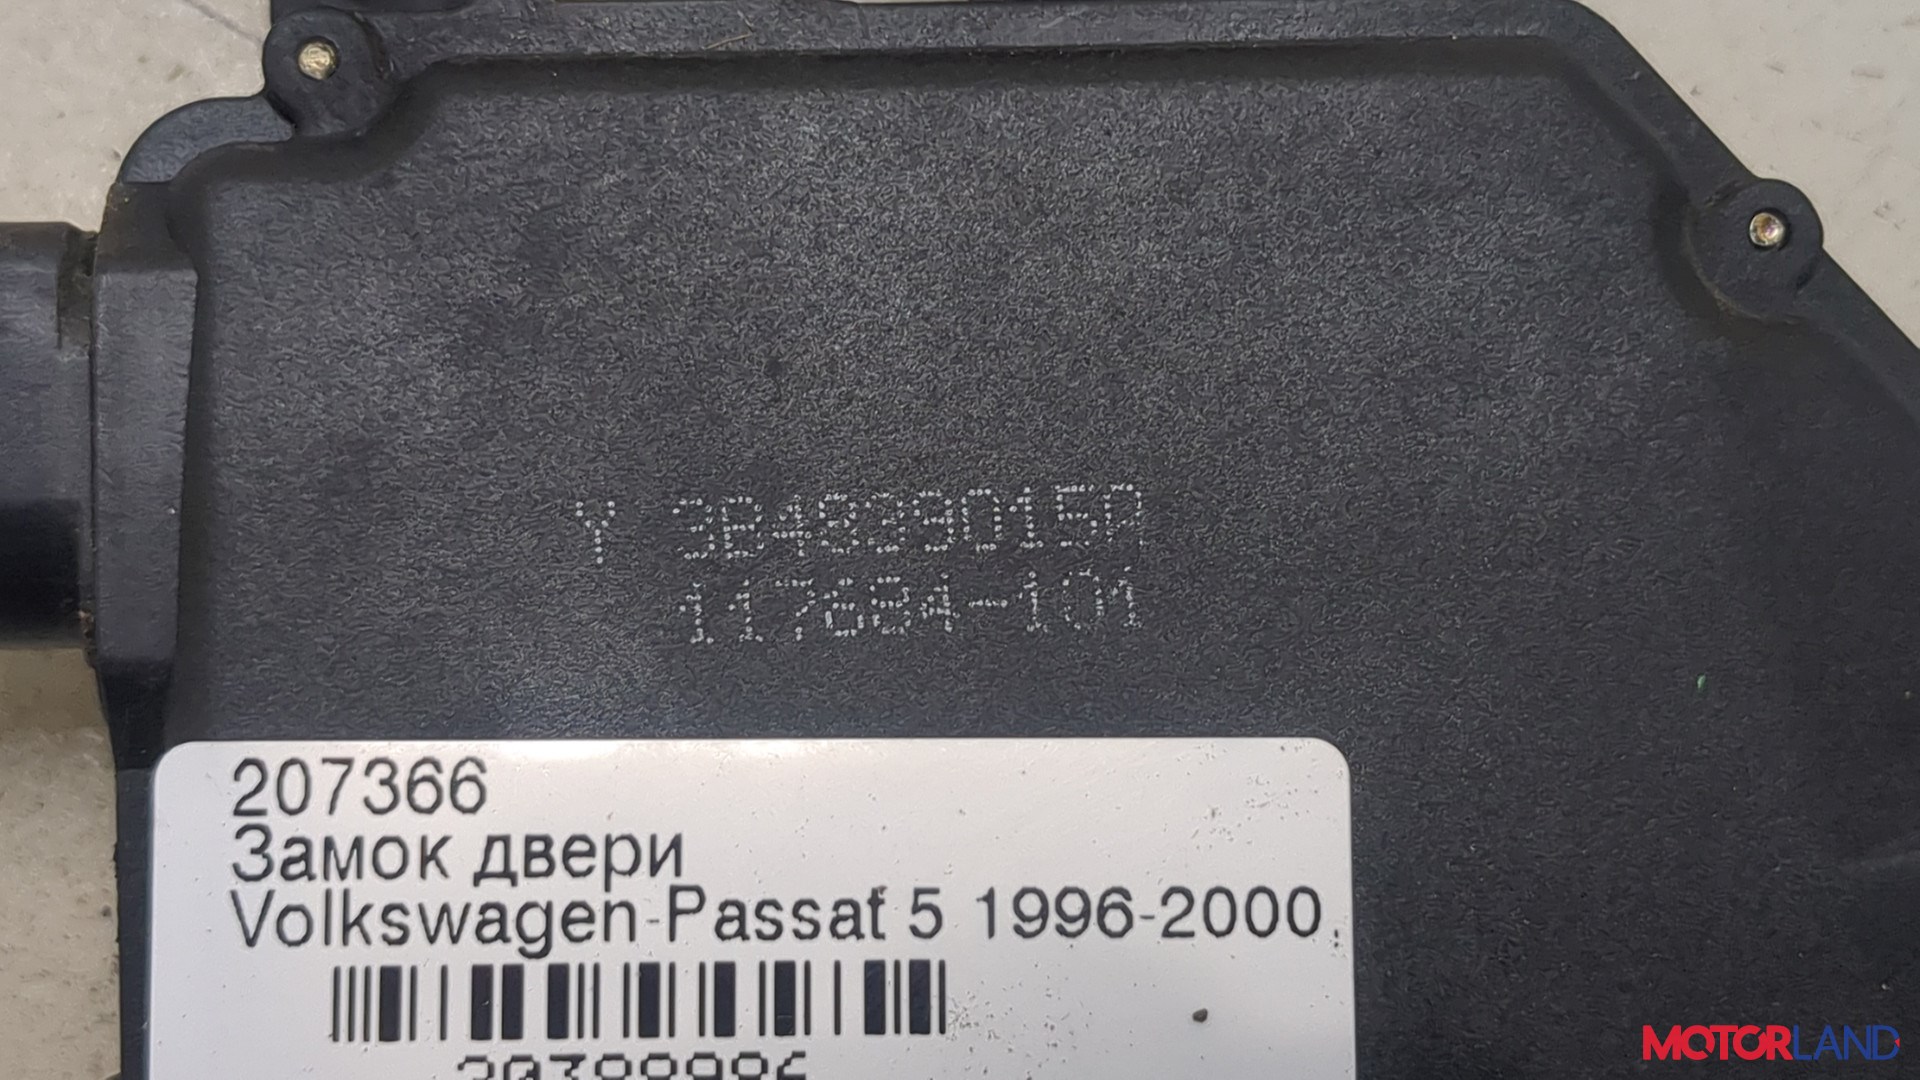 Y 3B4839015A
117684-101
207366
Замок двери
Volkswagen-Passat 5 1996-2000
MOTORLAND